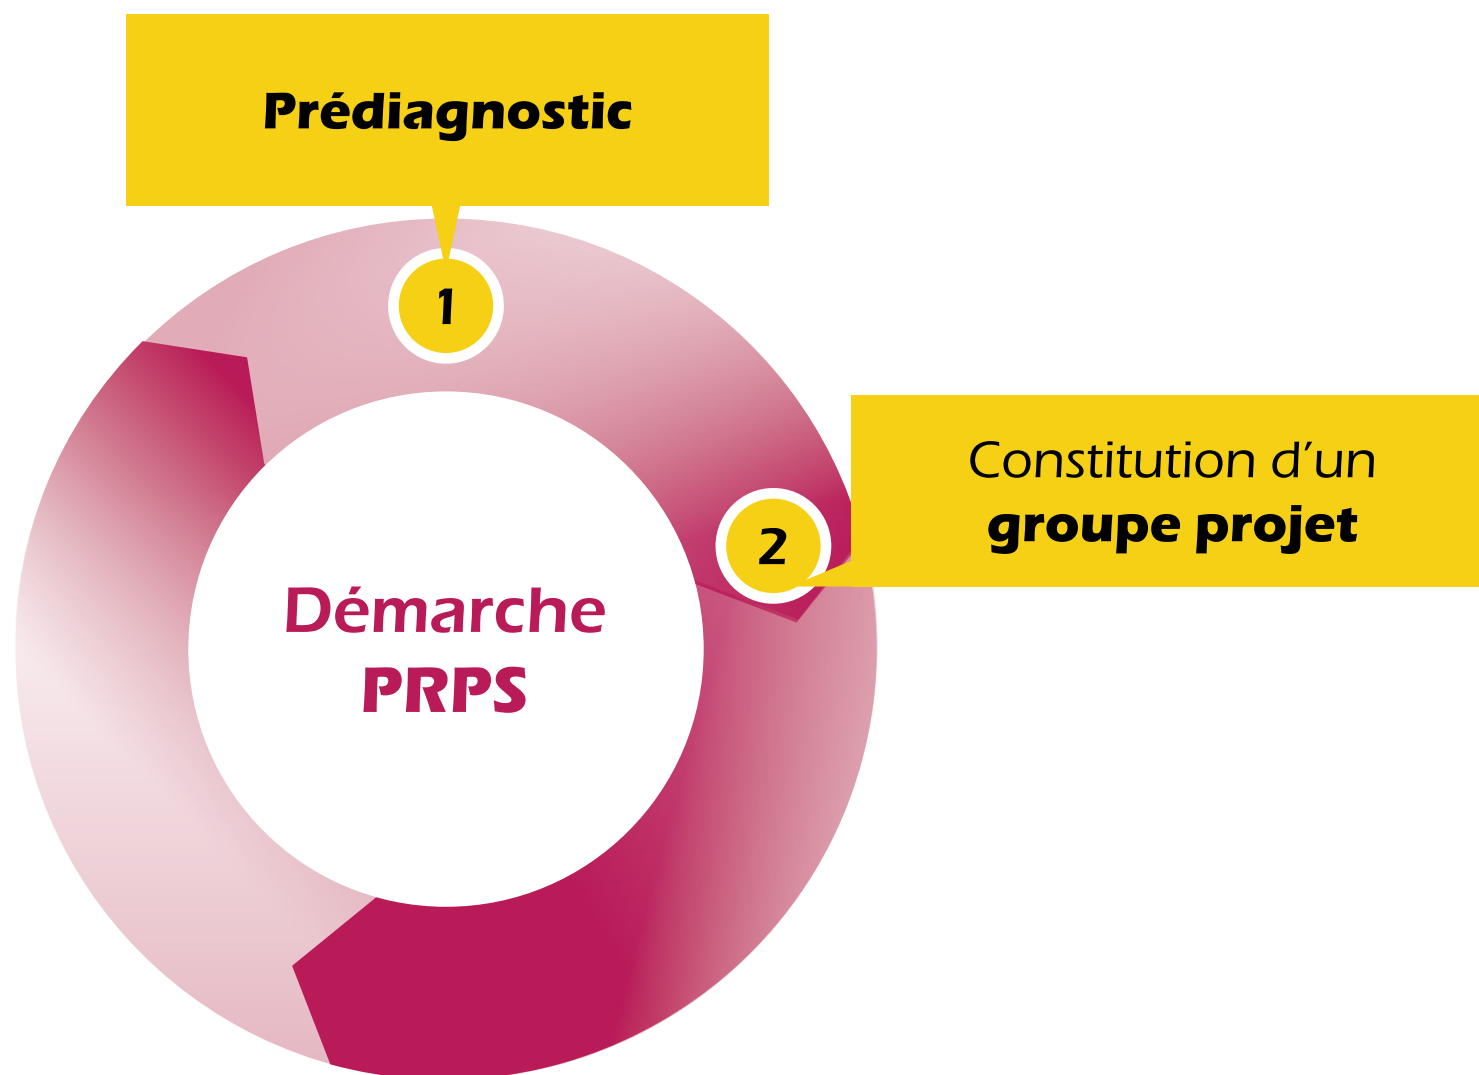 Prédiagnostic
1
Constitution d’un
groupe projet
2
Démarche
PRPS